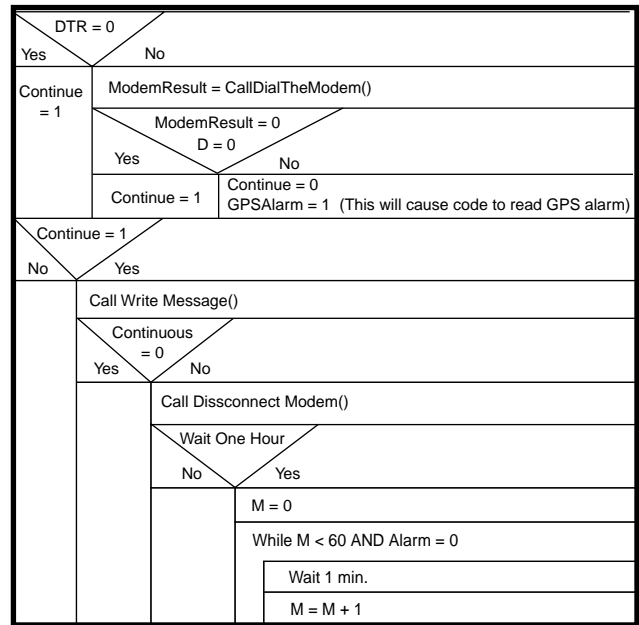 DTR = 0
Yes
No
Continue
= 1
ModemResult = CallDialTheModem()
ModemResult = 0
D = 0
Yes
No
Continue = 1
Continue = 0
GPSAlarm = 1 (This will cause code to read GPS alarm)
Continue = 1
No
Yes
Call Write Message()
Continuous
= 0
Yes
No
Call Dissconnect Modem()
Wait One Hour
No
Yes
M = 0
While M < 60 AND Alarm = 0
Wait 1 min.
M = M + 1